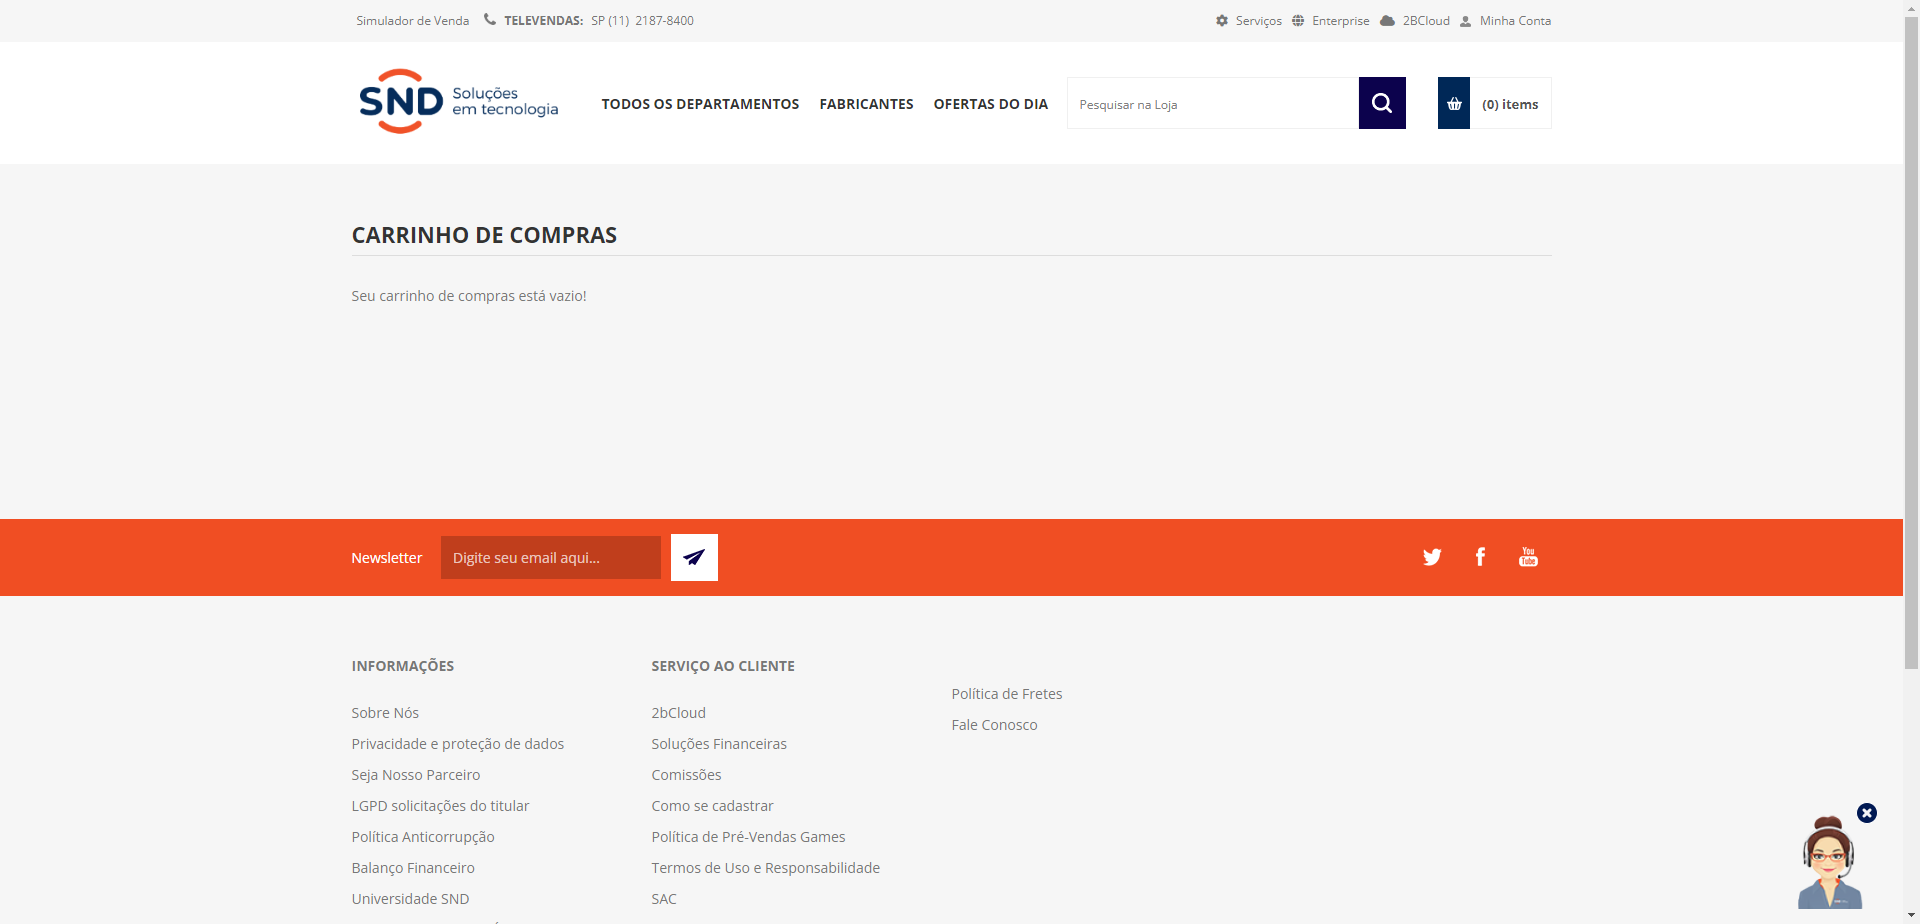 Simulador de Venda TELEVENDAS: SP (11) 2187-8400
Serviços Enterprise 2BCloud Minha Conta
SND Soluções em tecnologia
TODOS OS DEPARTAMENTOS FABRICANTES OFERTAS DO DIA
Pesquisar na Loja
(0) items
CARRINHO DE COMPRAS
Seu carrinho de compras está vazio!
Newsletter
Digite seu email aqui...
You Tube
INFORMAÇÕES
Sobre Nós
Privacidade e proteção de dados
Seja Nosso Parceiro
LGPD solicitações do titular
Política Anticorrupção
Balanço Financeiro
Universidade SND
SERVIÇO AO CLIENTE
2bCloud
Soluções Financeiras
Comissões
Como se cadastrar
Política de Pré-Vendas Games
Termos de Uso e Responsabilidade
SAC
Política de Fretes
Fale Conosco